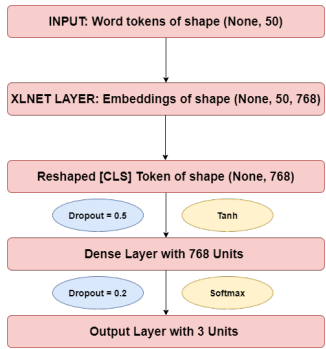 INPUT: Word tokens of shape (None, 50)
XLNET LAYER: Embeddings of shape (None, 50, 768)
Reshaped [CLS] Token of shape (None, 768)
Dropout = 0.5
Tanh
Dense Layer with 768 Units
Dropout = 0.2
Softmax
Output Layer with 3 Units